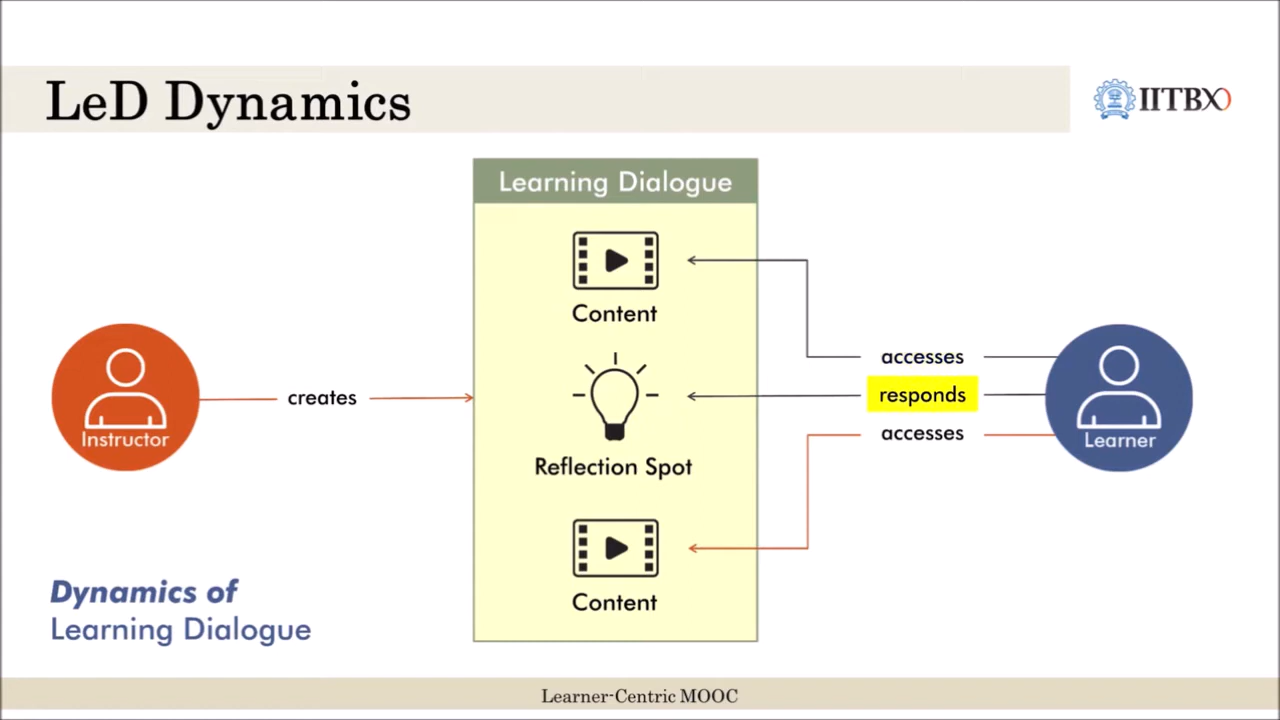 LeD Dynamics
IITBX
Learning Dialogue
Content
accesses
responds
accesses
creates
Instructor
Learner
Reflection Spot
Content
Dynamics of
Learning Dialogue
Learner-Centric MOOC